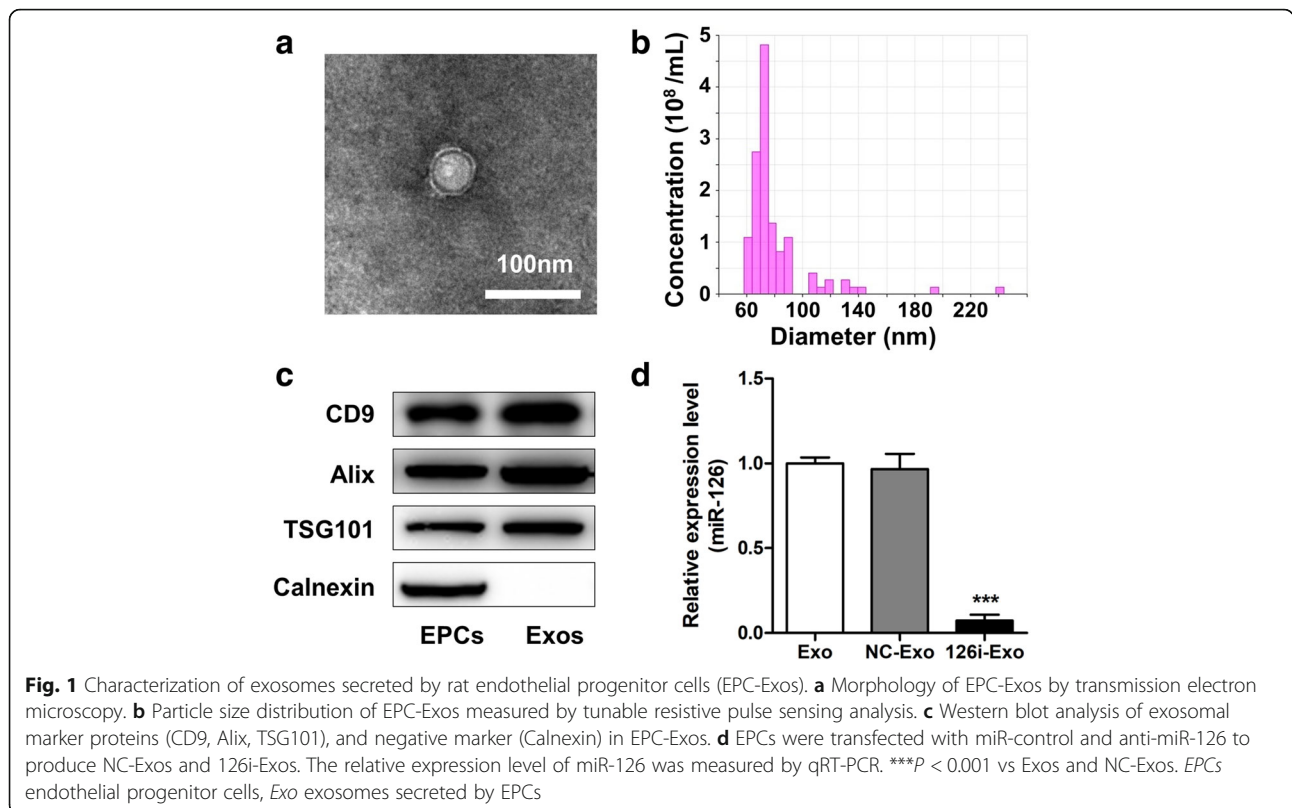 a
100nm
b
Concentration (10⁸ /mL)
5
4
3
2
1
0
60 100 140 180 220
Diameter (nm)
c
CD9
Alix
TSG101
Calnexin
EPCs Exos
d
Relative expression level
(miR-126)
1.5
1.0
0.5
0.0
***
Exo NC-Exo 126i-Exo
Fig. 1 Characterization of exosomes secreted by rat endothelial progenitor cells (EPC-Exos). a Morphology of EPC-Exos by transmission electron
microscopy. b Particle size distribution of EPC-Exos measured by tunable resistive pulse sensing analysis. c Western blot analysis of exosomal
marker proteins (CD9, Alix, TSG101), and negative marker (Calnexin) in EPC-Exos. d EPCs were transfected with miR-control and anti-miR-126 to
produce NC-Exos and 126i-Exos. The relative expression level of miR-126 was measured by qRT-PCR. ***P < 0.001 vs Exos and NC-Exos. EPCs
endothelial progenitor cells, Exo exosomes secreted by EPCs